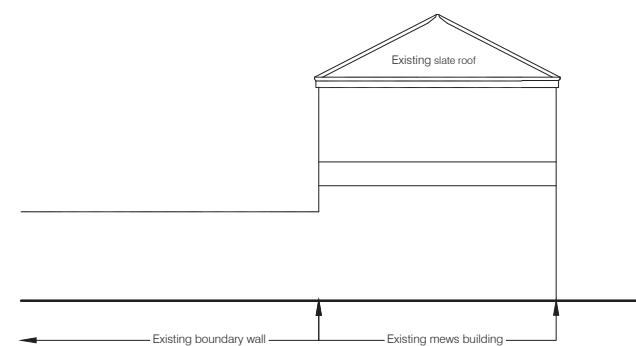 Existing slate roof
Existing boundary wall
Existing mews building